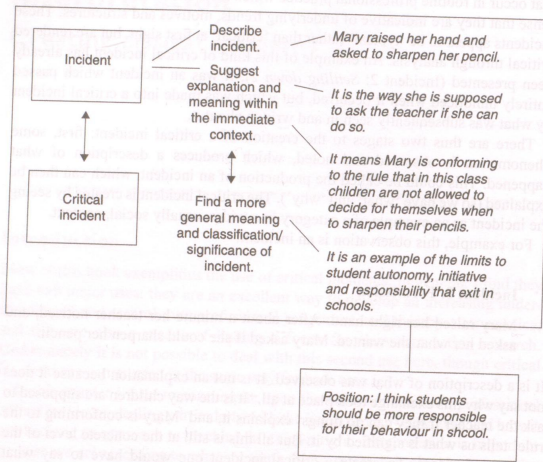 Describe
incident.
Mary raised her hand and
asked to sharpen her pencil.
Incident
Suggest
explanation and
meaning within
the immediate
context.
It is the way she is supposed
to ask the teacher if she can
do so.
It means Mary is conforming
to the rule that in this class
children are not allowed to
decide for themselves when
to sharpen their pencils.
Critical
incident
Find a more
general meaning
and classification/
significance of
incident.
It is an example of the limits to
student autonomy, initiative
and responsibility that exit in
schools.
Position: I think students
should be more responsible
for their behaviour in shcool.